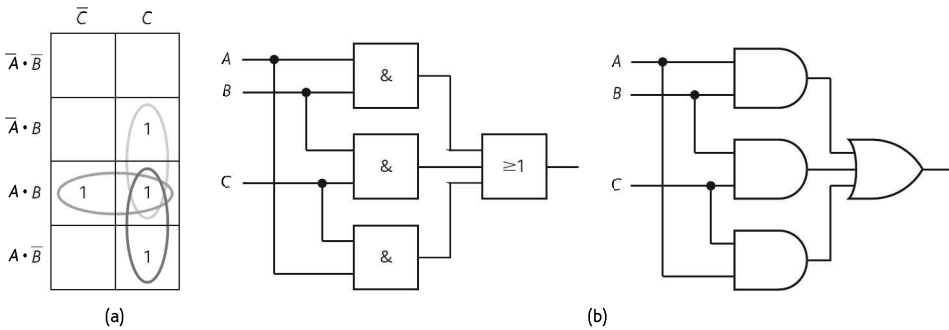 C̅ C
A̅ • B̅
A̅ • B 1
A • B 1 1
A • B̅ 1
(a)
A
B
C
&
&
&
≥1
A
B
C
(b)